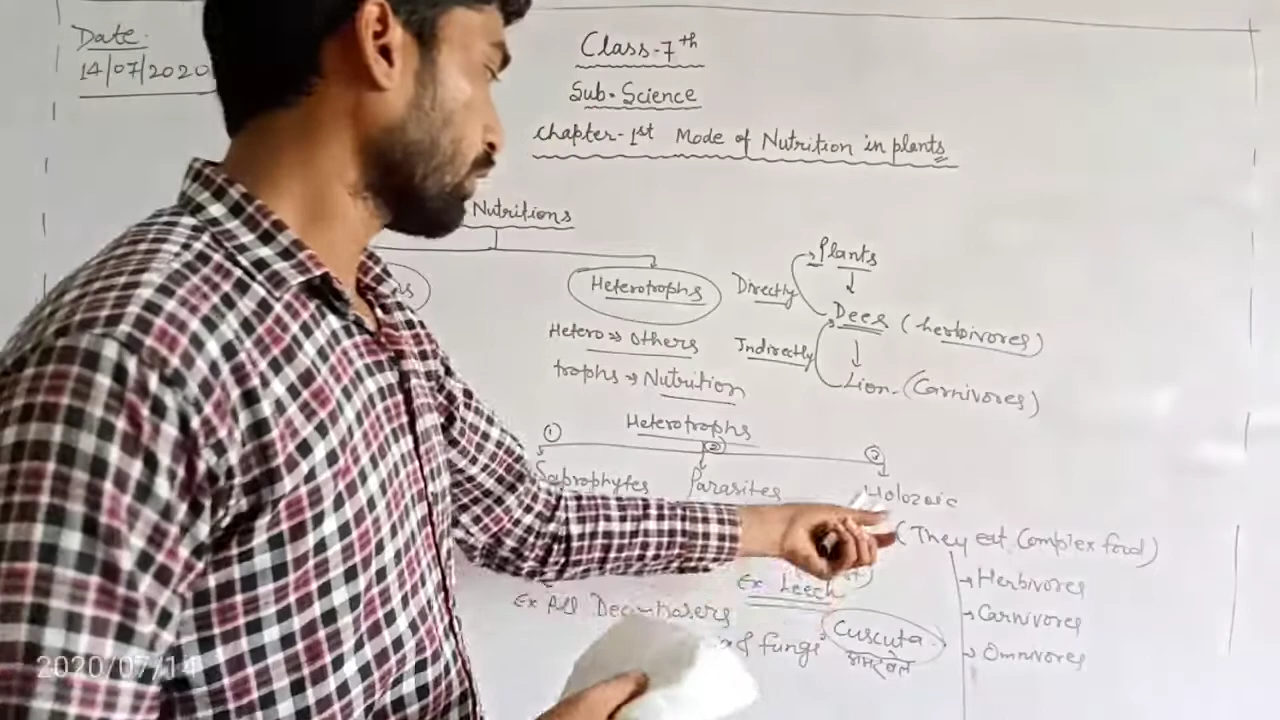 Date.
14/07/2020
Class-7th
Sub. Science
Chapter-1st Mode of Nutrition in plants
Nutritions
Heterotrophs
Hetero => Others
trophs → Nutrition
Plants
Directly
Deer (herbivores)
Indirectly
Lion - (Carnivores)
Heterotrophs
① ②
Saprophytes Parasites Holozoic
(They eat Complex food)
Ex Leech
Ex All Decomposers
& fungi
Cuscuta
अमरबेल
→ Herbivores
→ Carnivores
→ Omnivores
2020/07/14